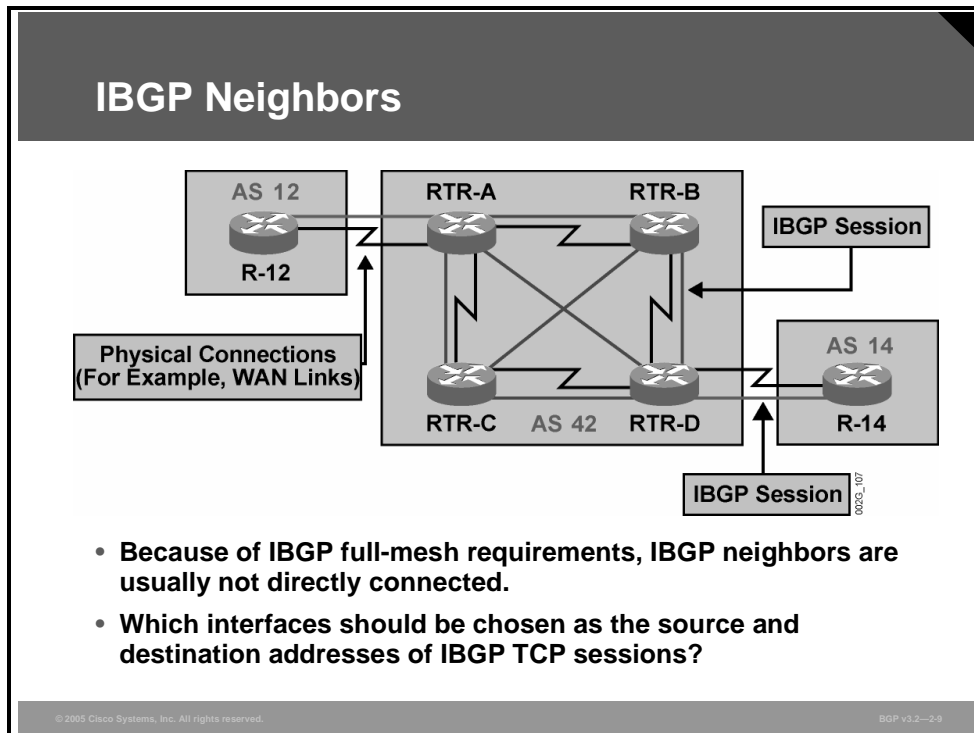 IBGP Neighbors
AS 12
RTR-A
RTR-B
IBGP Session
R-12
Physical Connections
(For Example, WAN Links)
AS 14
RTR-C
AS 42
RTR-D
R-14
IBGP Session
002G_107
• Because of IBGP full-mesh requirements, IBGP neighbors are
usually not directly connected.
• Which interfaces should be chosen as the source and
destination addresses of IBGP TCP sessions?
© 2005 Cisco Systems, Inc. All rights reserved.
BGP v3.2—2-9